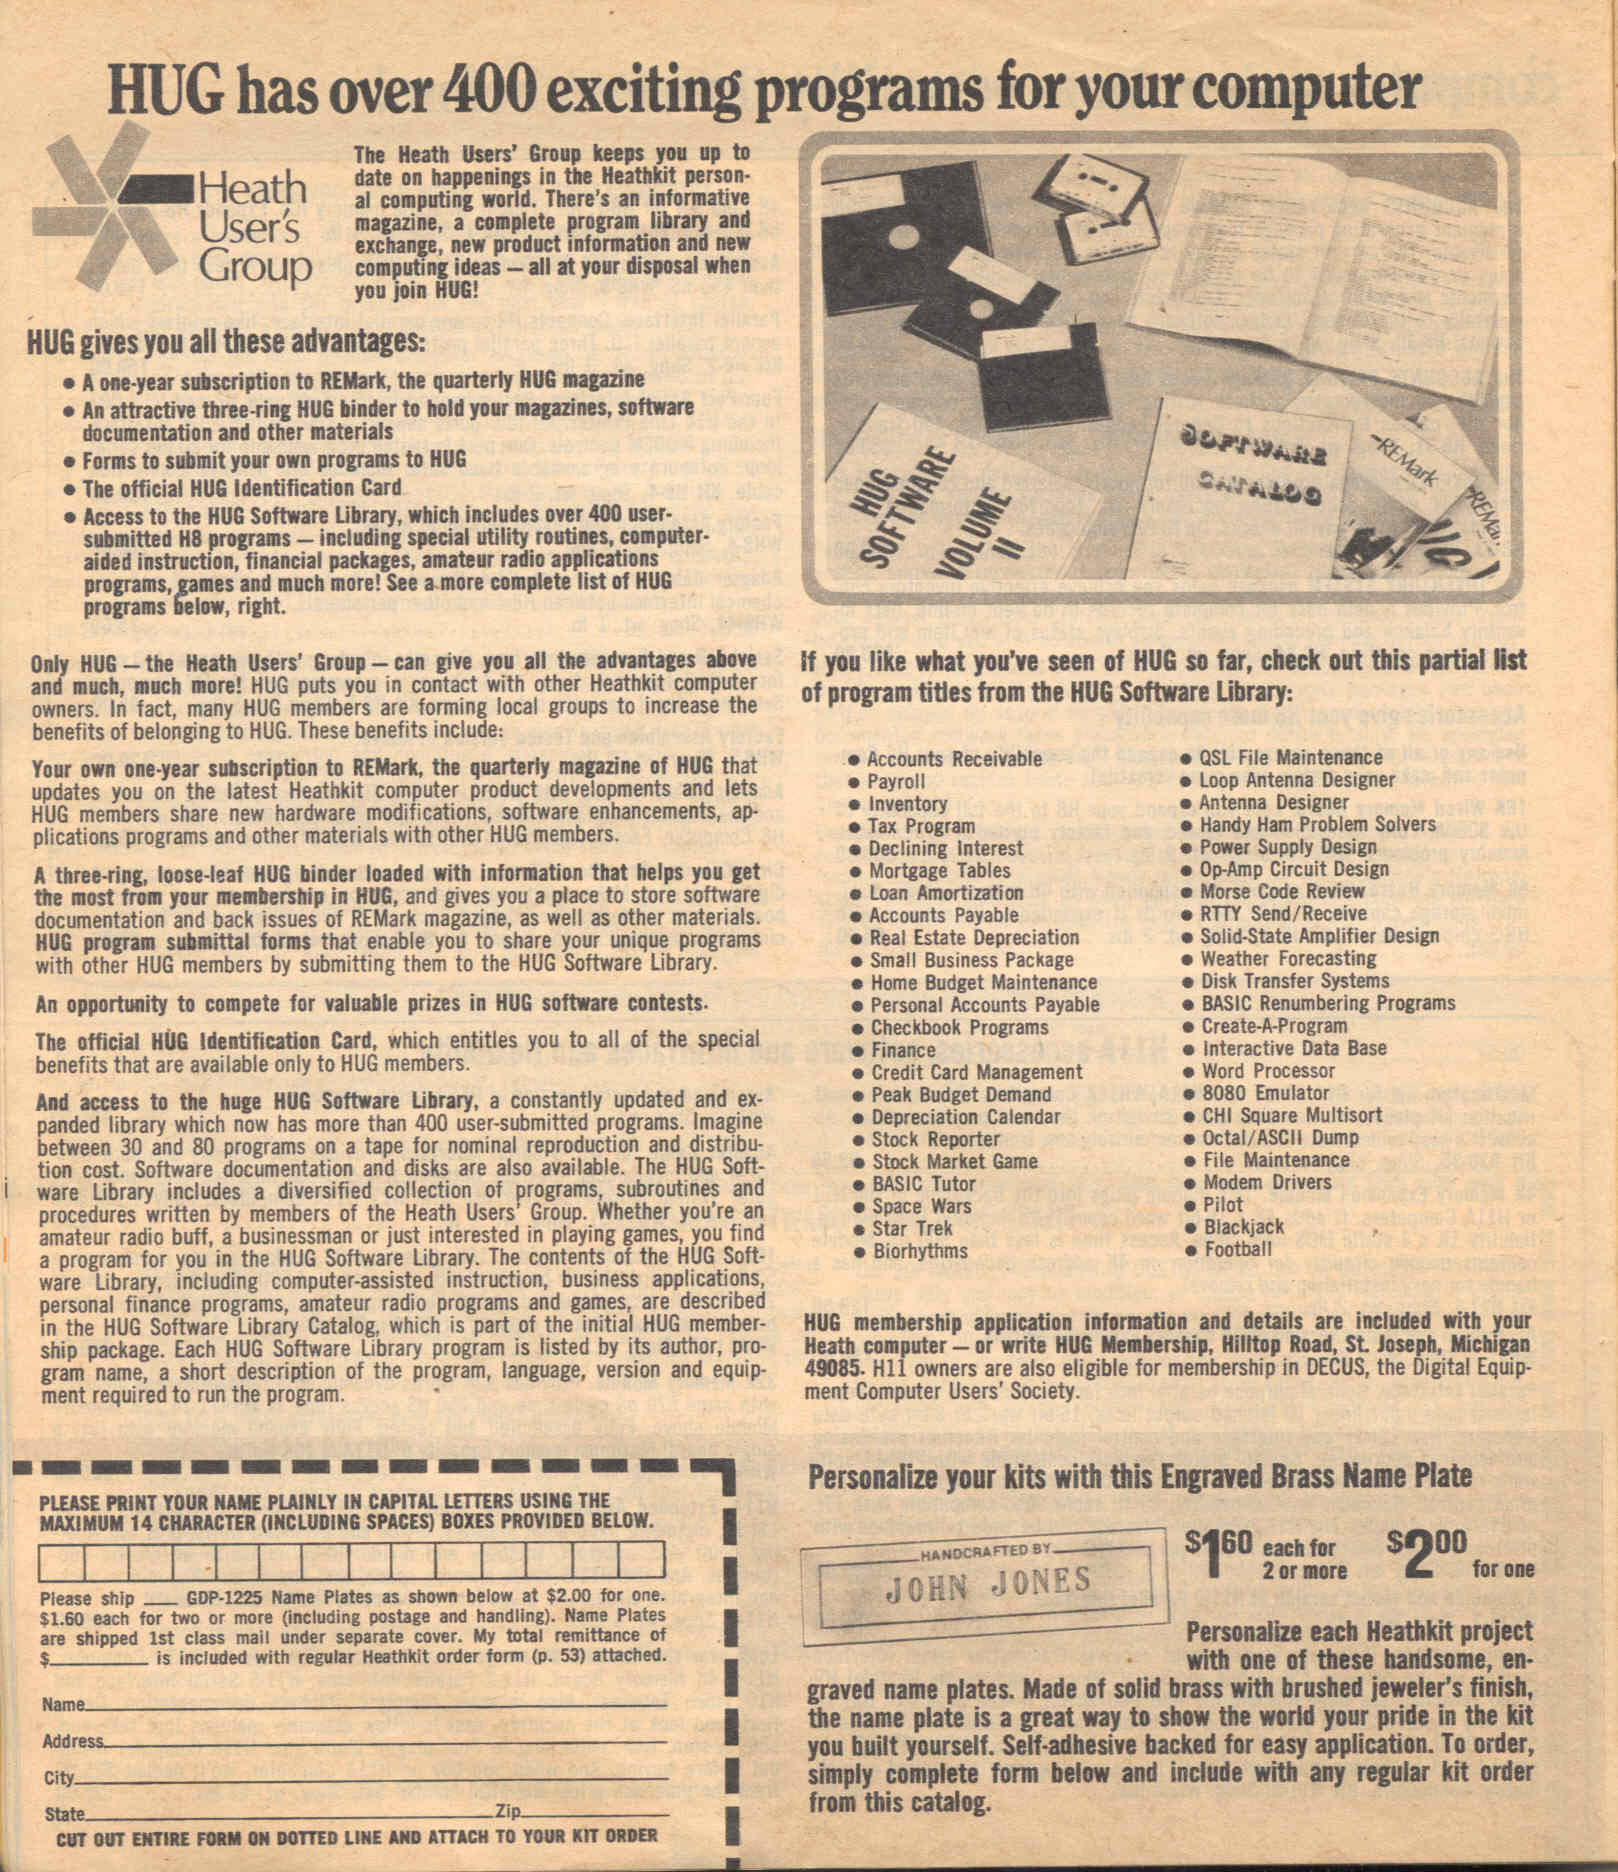 HUG has over 400 exciting programs for your computer
Heath
User's
Group
The Heath Users' Group keeps you up to
date on happenings in the Heathkit person-
al computing world. There's an informative
magazine, a complete program library and
exchange, new product information and new
computing ideas — all at your disposal when
you join HUG!
HUG gives you all these advantages:
● A one-year subscription to REMark, the quarterly HUG magazine
● An attractive three-ring HUG binder to hold your magazines, software
documentation and other materials
● Forms to submit your own programs to HUG
● The official HUG Identification Card
● Access to the HUG Software Library, which includes over 400 user-
submitted H8 programs — including special utility routines, computer-
aided instruction, financial packages, amateur radio applications
programs, games and much more! See a more complete list of HUG
programs below, right.
Only HUG — the Heath Users' Group — can give you all the advantages above
and much, much more! HUG puts you in contact with other Heathkit computer
owners. In fact, many HUG members are forming local groups to increase the
benefits of belonging to HUG. These benefits include:
Your own one-year subscription to REMark, the quarterly magazine of HUG that
updates you on the latest Heathkit computer product developments and lets
HUG members share new hardware modifications, software enhancements, ap-
plications programs and other materials with other HUG members.
A three-ring, loose-leaf HUG binder loaded with information that helps you get
the most from your membership in HUG, and gives you a place to store software
documentation and back issues of REMark magazine, as well as other materials.
HUG program submittal forms that enable you to share your unique programs
with other HUG members by submitting them to the HUG Software Library.
An opportunity to compete for valuable prizes in HUG software contests.
The official HUG Identification Card, which entitles you to all of the special
benefits that are available only to HUG members.
And access to the huge HUG Software Library, a constantly updated and ex-
panded library which now has more than 400 user-submitted programs. Imagine
between 30 and 80 programs on a tape for nominal reproduction and distribu-
tion cost. Software documentation and disks are also available. The HUG Soft-
ware Library includes a diversified collection of programs, subroutines and
procedures written by members of the Heath Users' Group. Whether you're an
amateur radio buff, a businessman or just interested in playing games, you find
a program for you in the HUG Software Library. The contents of the HUG Soft-
ware Library, including computer-assisted instruction, business applications,
personal finance programs, amateur radio programs and games, are described
in the HUG Software Library Catalog, which is part of the initial HUG member-
ship package. Each HUG Software Library program is listed by its author, pro-
gram name, a short description of the program, language, version and equip-
ment required to run the program.
HUG
SOFTWARE
VOLUME
II
SOFTWARE
CATALOG
REMark
REMark
If you like what you've seen of HUG so far, check out this partial list
of program titles from the HUG Software Library:
● Accounts Receivable
● Payroll
● Inventory
● Tax Program
● Declining Interest
● Mortgage Tables
● Loan Amortization
● Accounts Payable
● Real Estate Depreciation
● Small Business Package
● Home Budget Maintenance
● Personal Accounts Payable
● Checkbook Programs
● Finance
● Credit Card Management
● Peak Budget Demand
● Depreciation Calendar
● Stock Reporter
● Stock Market Game
● BASIC Tutor
● Space Wars
● Star Trek
● Biorhythms
● QSL File Maintenance
● Loop Antenna Designer
● Antenna Designer
● Handy Ham Problem Solvers
● Power Supply Design
● Op-Amp Circuit Design
● Morse Code Review
● RTTY Send/Receive
● Solid-State Amplifier Design
● Weather Forecasting
● Disk Transfer Systems
● BASIC Renumbering Programs
● Create-A-Program
● Interactive Data Base
● Word Processor
● 8080 Emulator
● CHI Square Multisort
● Octal/ASCII Dump
● File Maintenance
● Modem Drivers
● Pilot
● Blackjack
● Football
HUG membership application information and details are included with your
Heath computer — or write HUG Membership, Hilltop Road, St. Joseph, Michigan
49085. H11 owners are also eligible for membership in DECUS, the Digital Equip-
ment Computer Users' Society.
PLEASE PRINT YOUR NAME PLAINLY IN CAPITAL LETTERS USING THE
MAXIMUM 14 CHARACTER (INCLUDING SPACES) BOXES PROVIDED BELOW.
Please ship ____ GDP-1225 Name Plates as shown below at $2.00 for one.
$1.60 each for two or more (including postage and handling). Name Plates
are shipped 1st class mail under separate cover. My total remittance of
$__________ is included with regular Heathkit order form (p. 53) attached.
Name
Address
City
State Zip
CUT OUT ENTIRE FORM ON DOTTED LINE AND ATTACH TO YOUR KIT ORDER
Personalize your kits with this Engraved Brass Name Plate
HANDCRAFTED BY
JOHN JONES
$160 each for
2 or more
$200 for one
Personalize each Heathkit project
with one of these handsome, en-
graved name plates. Made of solid brass with brushed jeweler's finish,
the name plate is a great way to show the world your pride in the kit
you built yourself. Self-adhesive backed for easy application. To order,
simply complete form below and include with any regular kit order
from this catalog.